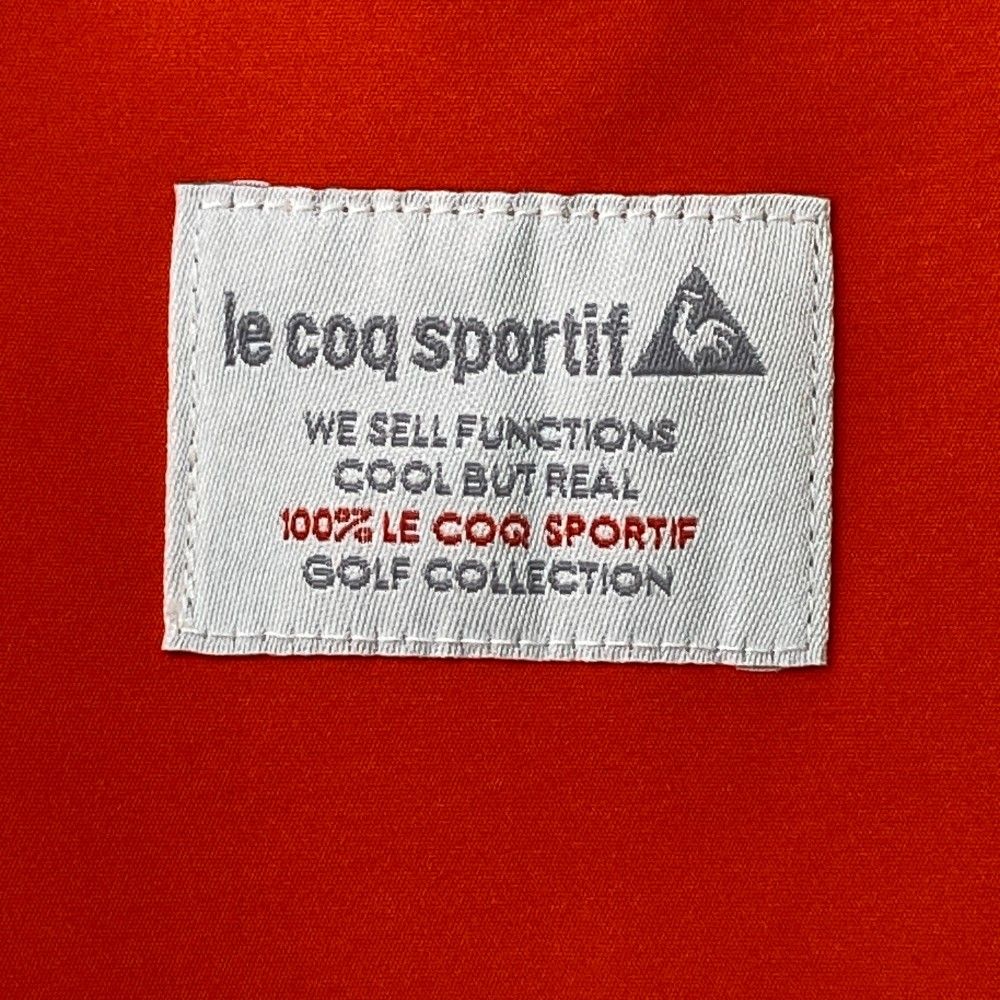 le coq sportif
WE SELL FUNCTIONS
COOL BUT REAL
100% LE COQ SPORTIF
GOLF COLLECTION